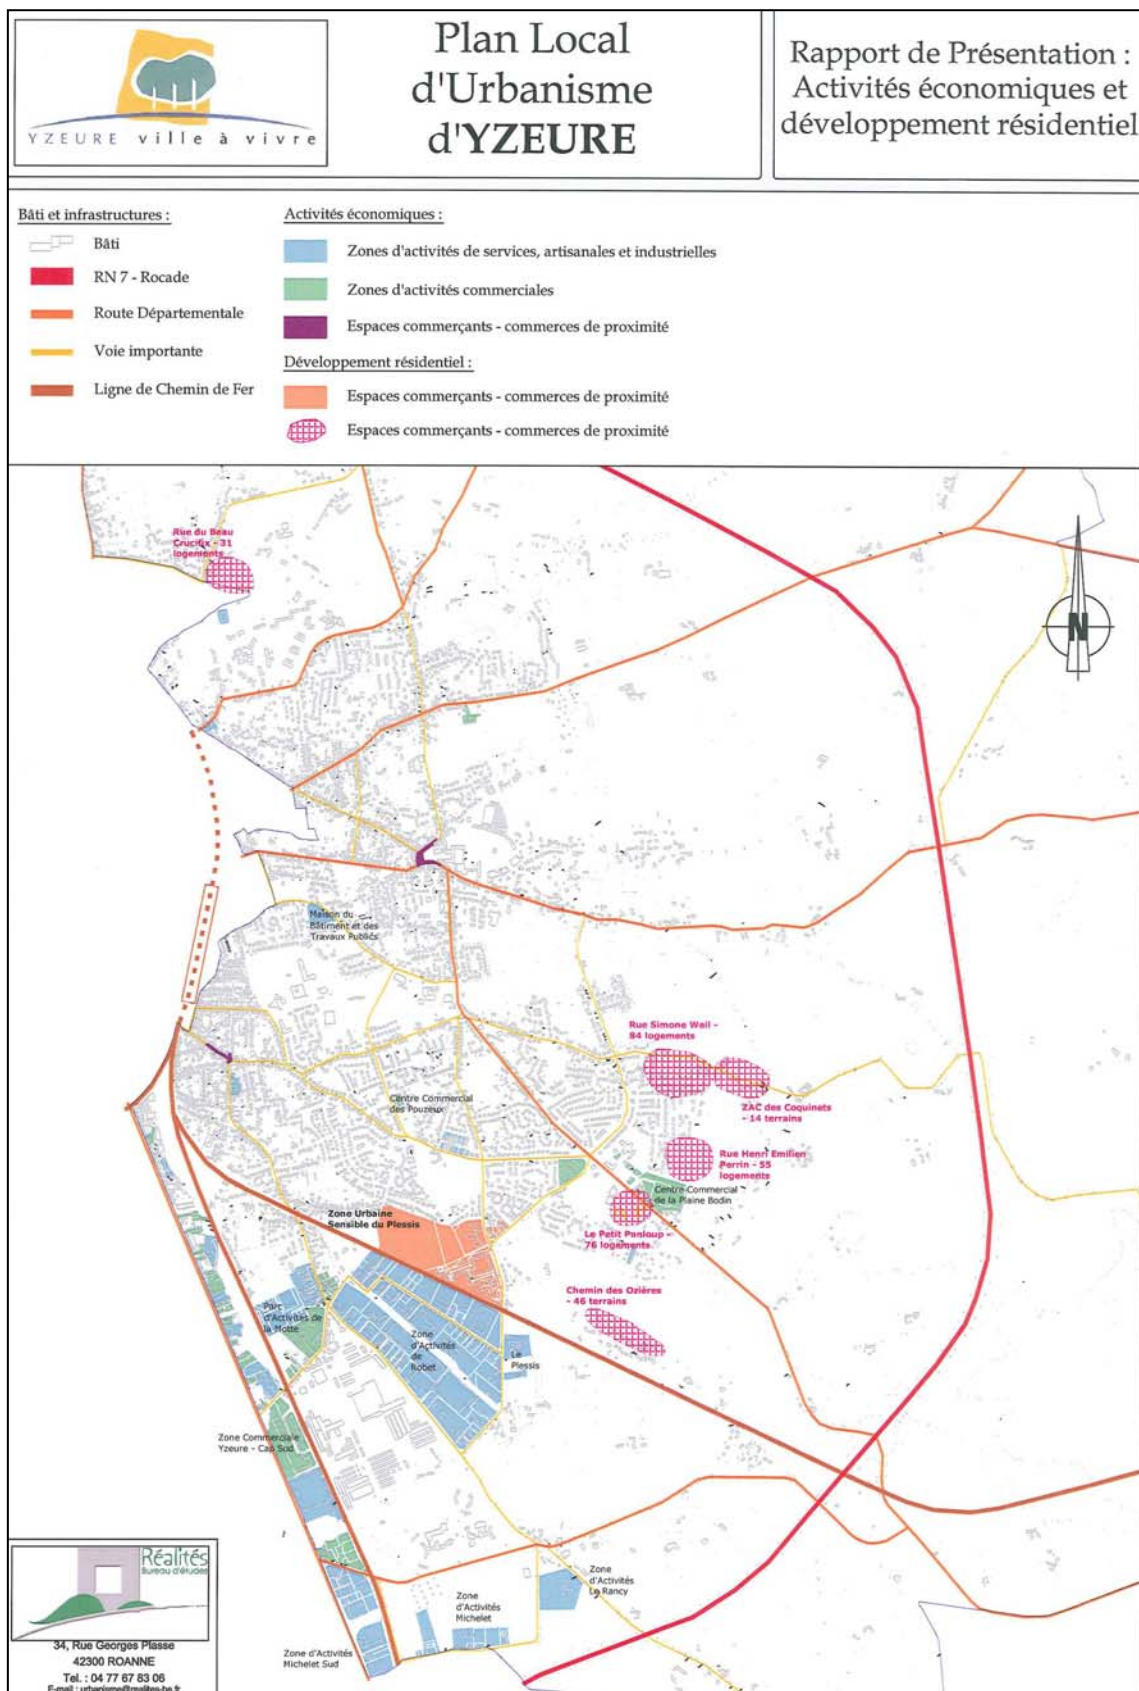 YZEURE ville à vivre
Plan Local
d'Urbanisme
d'YZEURE
Rapport de Présentation :
Activités économiques et
développement résidentiel
Bâti et infrastructures :
Bâti
RN 7 - Rocade
Route Départementale
Voie importante
Ligne de Chemin de Fer
Activités économiques :
Zones d'activités de services, artisanales et industrielles
Zones d'activités commerciales
Espaces commerçants - commerces de proximité
Développement résidentiel :
Espaces commerçants - commerces de proximité
Espaces commerçants - commerces de proximité
Rue du Beau
Crucifix - 31
logements
N
Maison du
Bâtiment et des
Travaux Publics
Rue Simone Weil -
84 logements
Centre Commercial
des Pouzeux
ZAC des Coquinets
- 14 terrains
Rue Henri Emilien
Perrin - 55
logements
Centre Commercial
de la Plaine Bodin
Zone Urbaine
Sensible du Plessis
Le Petit Panloup -
76 logements
Chemin des Ozières
- 46 terrains
Parc
d'Activités de
la Motte
Zone
d'Activités
de
Robet
Le
Plessis
Zone Commerciale
Yzeure - Cap Sud
Zone
d'Activités
Le Rancy
Zone
d'Activités
Michelet
Zone d'Activités
Michelet Sud
Réalités
Bureau d'études
34, Rue Georges Plasse
42300 ROANNE
Tel. : 04 77 67 83 06
E-mail : urbanisme@realites-be.fr